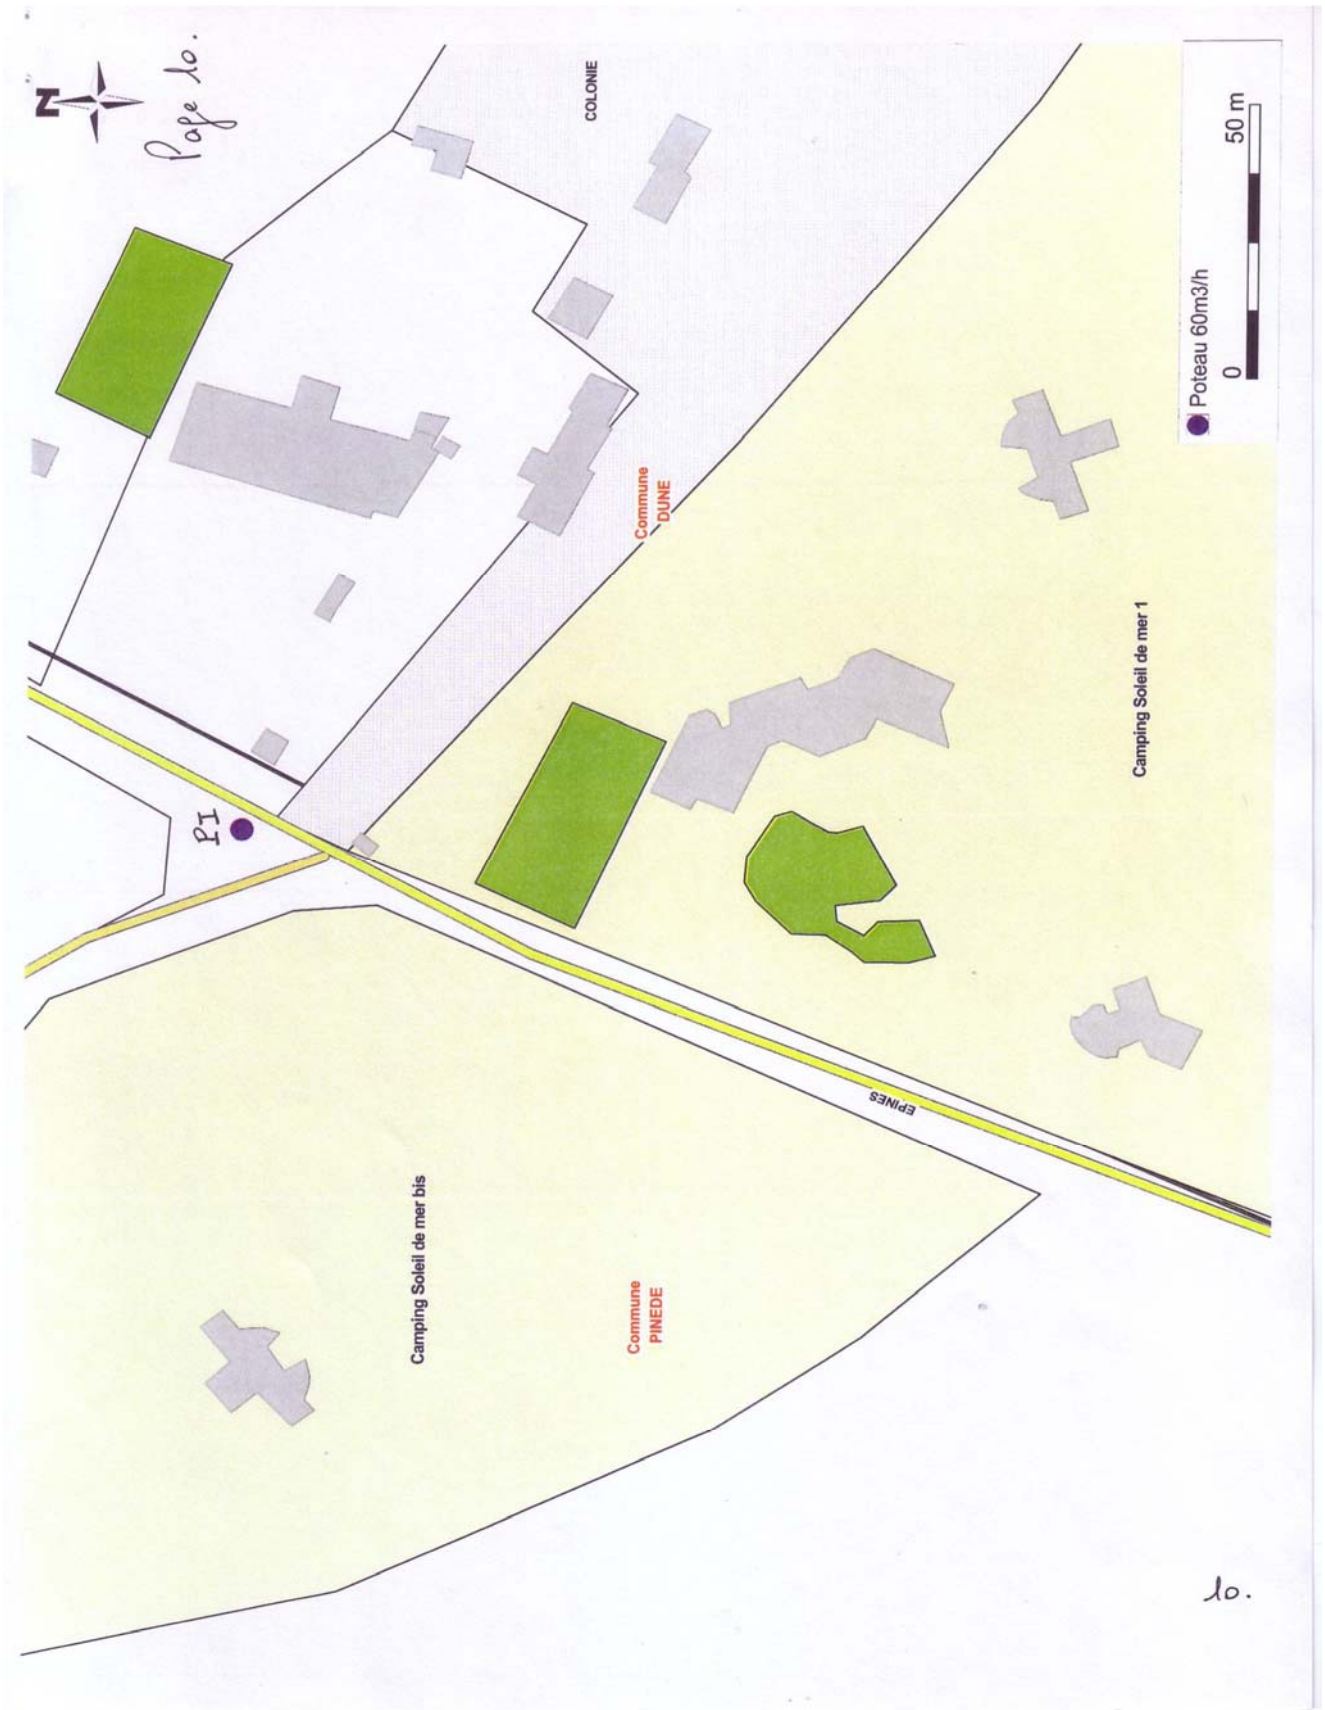 N
Page 10.
COLONIE
50 m
0
Poteau 60m3/h
PI
Commune
DUNE
Camping Soleil de mer 1
EPINES
Camping Soleil de mer bis
Commune
PINEDE
10.